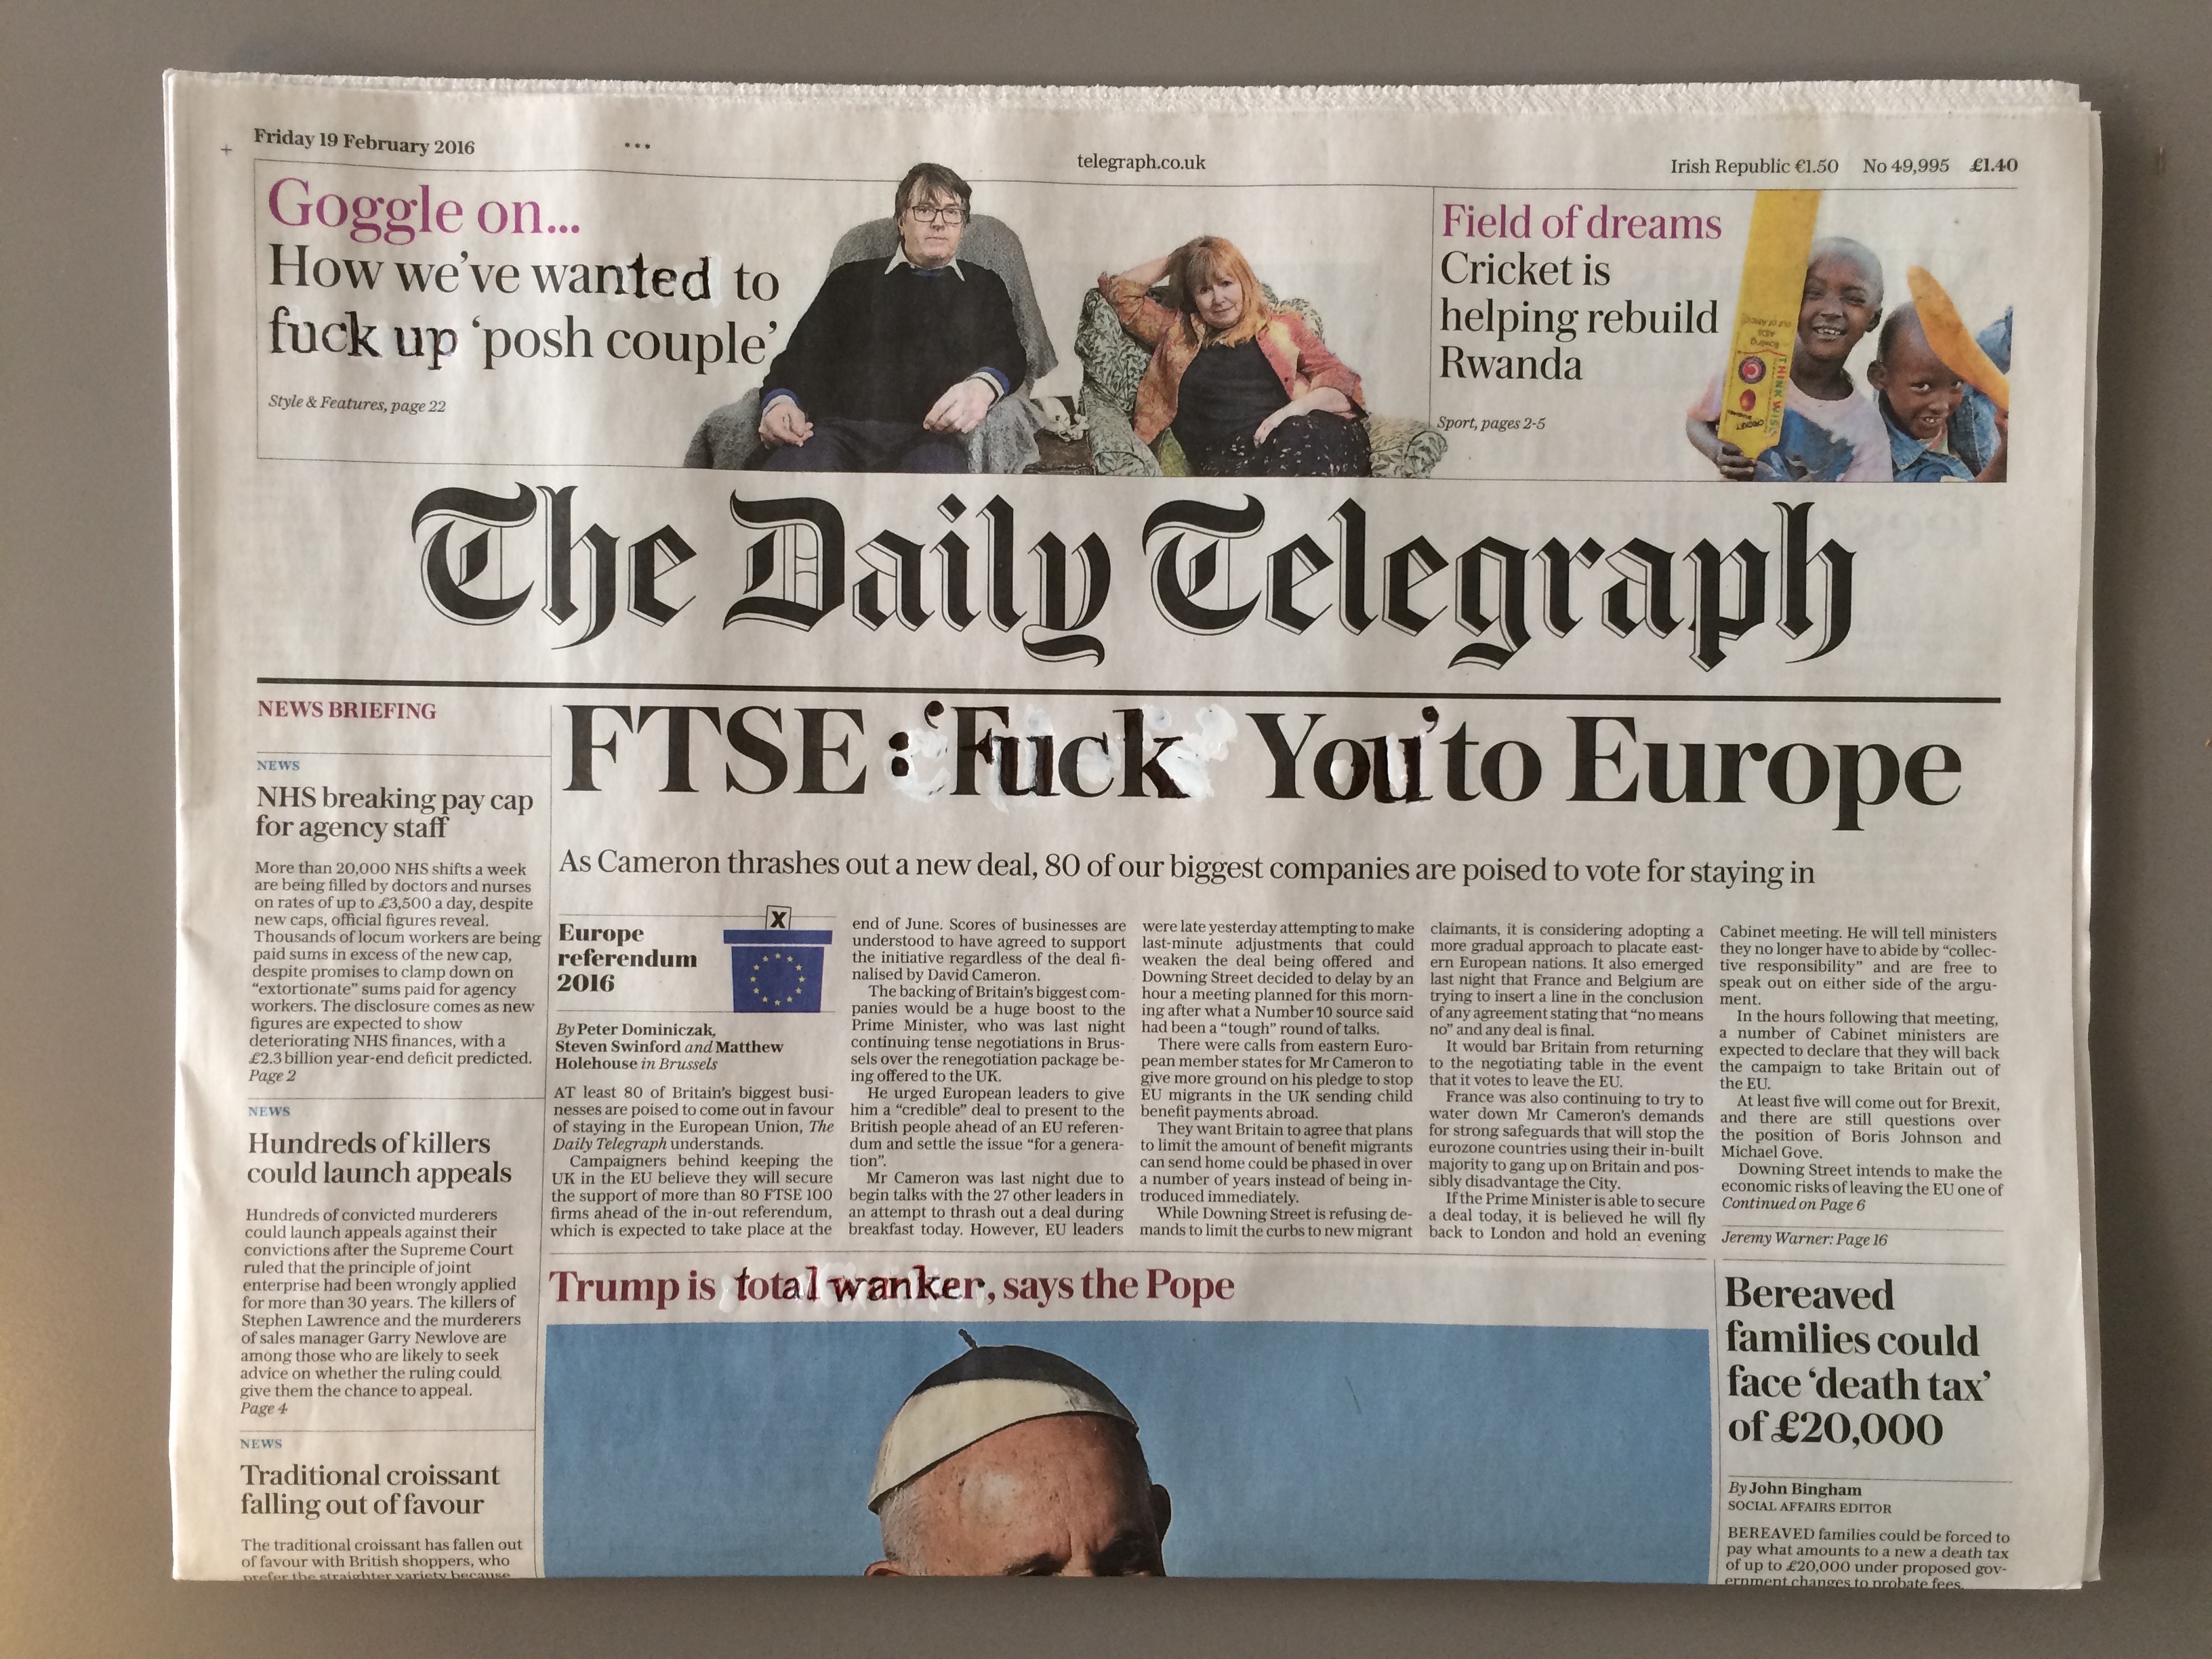 Friday 19 February 2016
telegraph.co.uk
Irish Republic €1.50 No 49,995 £1.40
Goggle on...
How we've wanted to
fuck up 'posh couple'
Style & Features, page 22
Field of dreams
Cricket is
helping rebuild
Rwanda
Sport, pages 2-5
THINK WISE
The Daily Telegraph
NEWS BRIEFING
NEWS
NHS breaking pay cap
for agency staff
More than 20,000 NHS shifts a week
are being filled by doctors and nurses
on rates of up to £3,500 a day, despite
new caps, official figures reveal.
Thousands of locum workers are being
paid sums in excess of the new cap,
despite promises to clamp down on
"extortionate" sums paid for agency
workers. The disclosure comes as new
figures are expected to show
deteriorating NHS finances, with a
£2.3 billion year-end deficit predicted.
Page 2
NEWS
Hundreds of killers
could launch appeals
Hundreds of convicted murderers
could launch appeals against their
convictions after the Supreme Court
ruled that the principle of joint
enterprise had been wrongly applied
for more than 30 years. The killers of
Stephen Lawrence and the murderers
of sales manager Garry Newlove are
among those who are likely to seek
advice on whether the ruling could
give them the chance to appeal.
Page 4
NEWS
Traditional croissant
falling out of favour
The traditional croissant has fallen out
of favour with British shoppers, who
prefer the straighter variety because
FTSE : 'Fuck You' to Europe
As Cameron thrashes out a new deal, 80 of our biggest companies are poised to vote for staying in
Europe
referendum
2016
X
By Peter Dominiczak,
Steven Swinford and Matthew
Holehouse in Brussels
AT least 80 of Britain's biggest busi-
nesses are poised to come out in favour
of staying in the European Union, The
Daily Telegraph understands.
Campaigners behind keeping the
UK in the EU believe they will secure
the support of more than 80 FTSE 100
firms ahead of the in-out referendum,
which is expected to take place at the
end of June. Scores of businesses are
understood to have agreed to support
the initiative regardless of the deal fi-
nalised by David Cameron.
The backing of Britain's biggest com-
panies would be a huge boost to the
Prime Minister, who was last night
continuing tense negotiations in Brus-
sels over the renegotiation package be-
ing offered to the UK.
He urged European leaders to give
him a "credible" deal to present to the
British people ahead of an EU referen-
dum and settle the issue "for a genera-
tion".
Mr Cameron was last night due to
begin talks with the 27 other leaders in
an attempt to thrash out a deal during
breakfast today. However, EU leaders
were late yesterday attempting to make
last-minute adjustments that could
weaken the deal being offered and
Downing Street decided to delay by an
hour a meeting planned for this morn-
ing after what a Number 10 source said
had been a "tough" round of talks.
There were calls from eastern Euro-
pean member states for Mr Cameron to
give more ground on his pledge to stop
EU migrants in the UK sending child
benefit payments abroad.
They want Britain to agree that plans
to limit the amount of benefit migrants
can send home could be phased in over
a number of years instead of being in-
troduced immediately.
While Downing Street is refusing de-
mands to limit the curbs to new migrant
claimants, it is considering adopting a
more gradual approach to placate east-
ern European nations. It also emerged
last night that France and Belgium are
trying to insert a line in the conclusion
of any agreement stating that "no means
no" and any deal is final.
It would bar Britain from returning
to the negotiating table in the event
that it votes to leave the EU.
France was also continuing to try to
water down Mr Cameron's demands
for strong safeguards that will stop the
eurozone countries using their in-built
majority to gang up on Britain and pos-
sibly disadvantage the City.
If the Prime Minister is able to secure
a deal today, it is believed he will fly
back to London and hold an evening
Cabinet meeting. He will tell ministers
they no longer have to abide by "collec-
tive responsibility" and are free to
speak out on either side of the argu-
ment.
In the hours following that meeting,
a number of Cabinet ministers are
expected to declare that they will back
the campaign to take Britain out of
the EU.
At least five will come out for Brexit,
and there are still questions over
the position of Boris Johnson and
Michael Gove.
Downing Street intends to make the
economic risks of leaving the EU one of
Continued on Page 6
Jeremy Warner: Page 16
Trump is total wanker, says the Pope
Bereaved
families could
face 'death tax'
of £20,000
By John Bingham
SOCIAL AFFAIRS EDITOR
BEREAVED families could be forced to
pay what amounts to a new a death tax
of up to £20,000 under proposed gov-
ernment changes to probate fees.